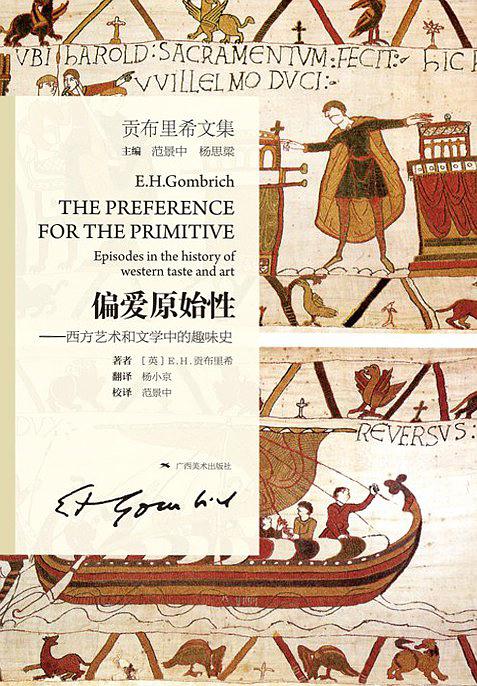 VBI hAROLD: SACRAMENTVM: FECIT:- hIC
VVILLELMO DVCI:-
贡布里希文集
主编 范景中 杨思梁
E.H.Gombrich
THE PREFERENCE
FOR THE PRIMITIVE
Episodes in the history of
western taste and art
偏爱原始性
——西方艺术和文学中的趣味史
著者 [英] E.H.贡布里希
翻译 杨小京
校译 范景中
广西美术出版社
EH Gombrich
REVERSVS: